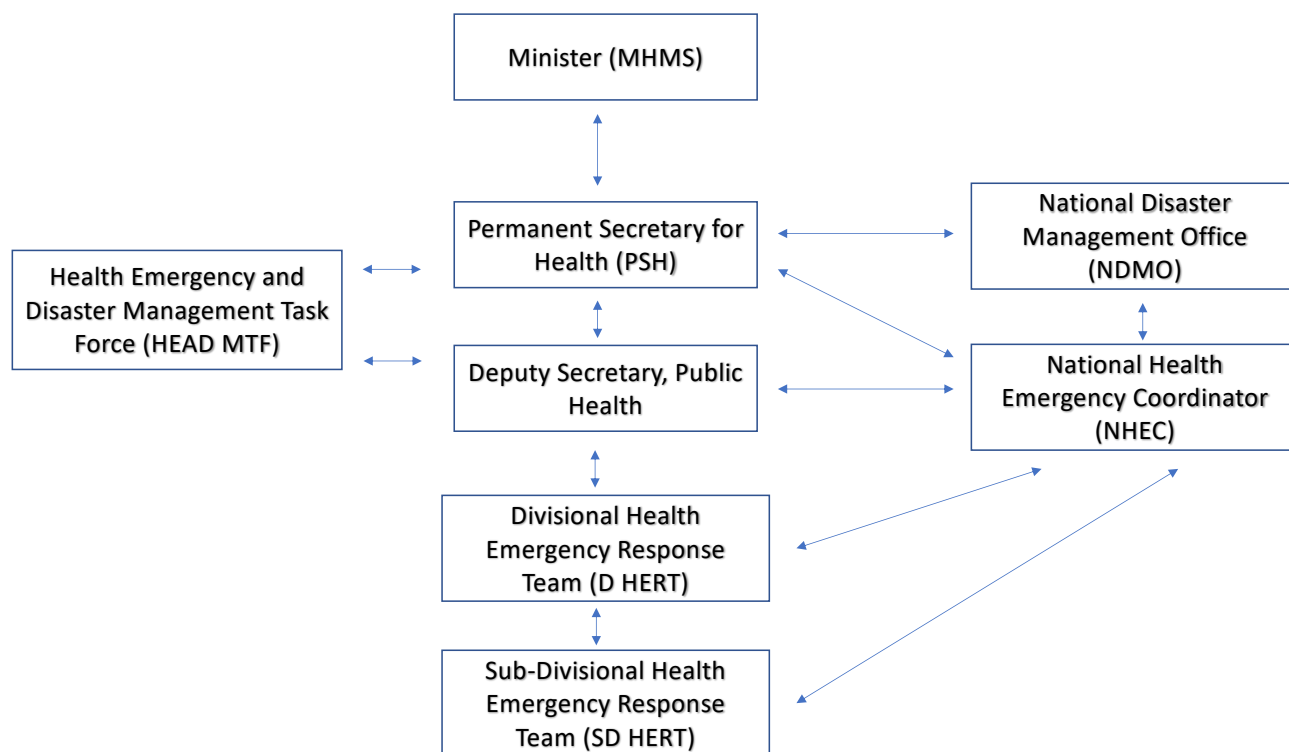 Minister (MHMS)
Permanent Secretary for
Health (PSH)
National Disaster
Management Office
(NDMO)
Health Emergency and
Disaster Management Task
Force (HEAD MTF)
Deputy Secretary, Public
Health
National Health
Emergency Coordinator
(NHEC)
Divisional Health
Emergency Response
Team (D HERT)
Sub-Divisional Health
Emergency Response
Team (SD HERT)